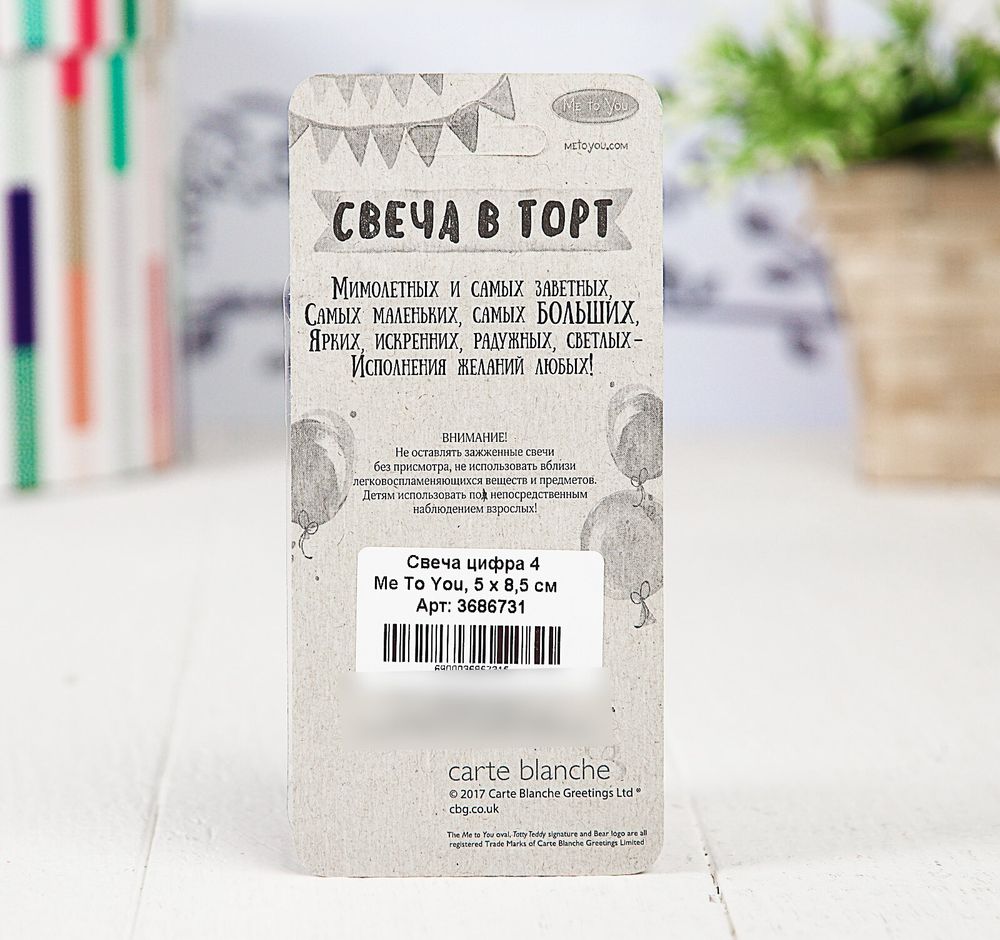 Me To You
METOYOU.COM
СВЕЧА В ТОРТ
Мимолетных и самых заветных,
Самых маленьких, самых БОЛЬШИХ,
Ярких, искренних, радужных, светлых–
Исполнения желаний любых!
ВНИМАНИЕ!
Не оставлять зажженные свечи
без присмотра, не использовать вблизи
легковоспламеняющихся веществ и предметов.
Детям использовать под непосредственным
наблюдением взрослых!
Свеча цифра 4
Me To You, 5 x 8,5 см
Арт: 3686731
carte blanche
© 2017 Carte Blanche Greetings Ltd ®
cbg.co.uk
The Me to You oval, Tatty Teddy signature and Bear logo are all
registered Trade Marks of Carte Blanche Greetings Limited